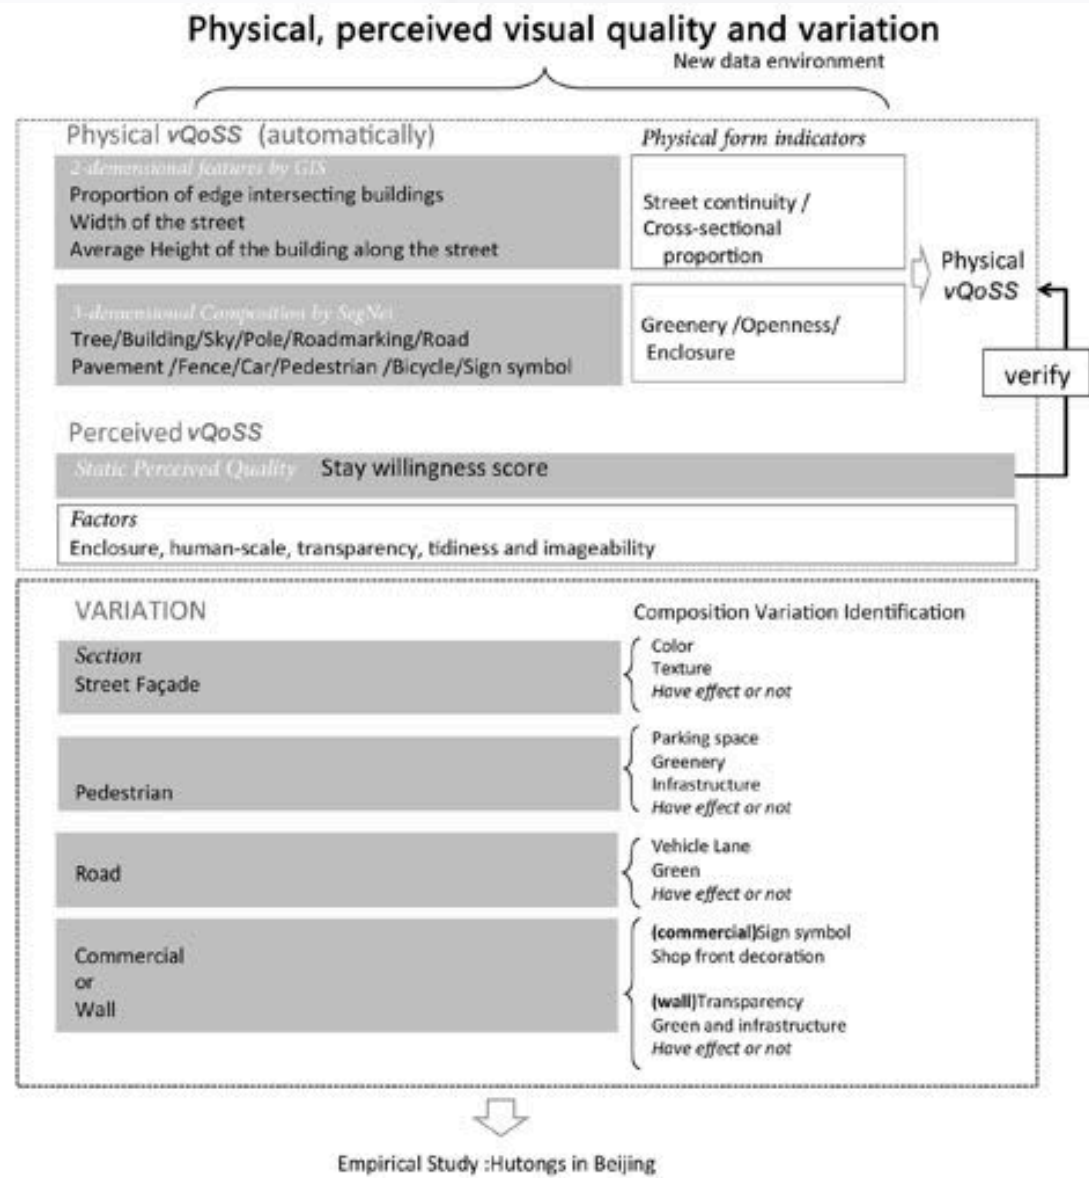 Physical, perceived visual quality and variation
New data environment
Physical vQoSS (automatically)
Physical form indicators
2-demensional features by GIS
Proportion of edge intersecting buildings
Width of the street
Average Height of the building along the street
Street continuity /
Cross-sectional
proportion
Physical
vQoSS
3-demensional Composition by SegNet
Tree/Building/Sky/Pole/Roadmarking/Road
Pavement /Fence/Car/Pedestrian /Bicycle/Sign symbol
Greenery /Openness/
Enclosure
verify
Perceived vQoSS
Static Perceived Quality Stay willingness score
Factors
Enclosure, human-scale, transparency, tidiness and imageability
VARIATION
Composition Variation Identification
Section
Street Façade
Color
Texture
Have effect or not
Pedestrian
Parking space
Greenery
Infrastructure
Have effect or not
Road
Vehicle Lane
Green
Have effect or not
Commercial
or
Wall
(commercial)Sign symbol
Shop front decoration
(wall)Transparency
Green and infrastructure
Have effect or not
Empirical Study :Hutongs in Beijing